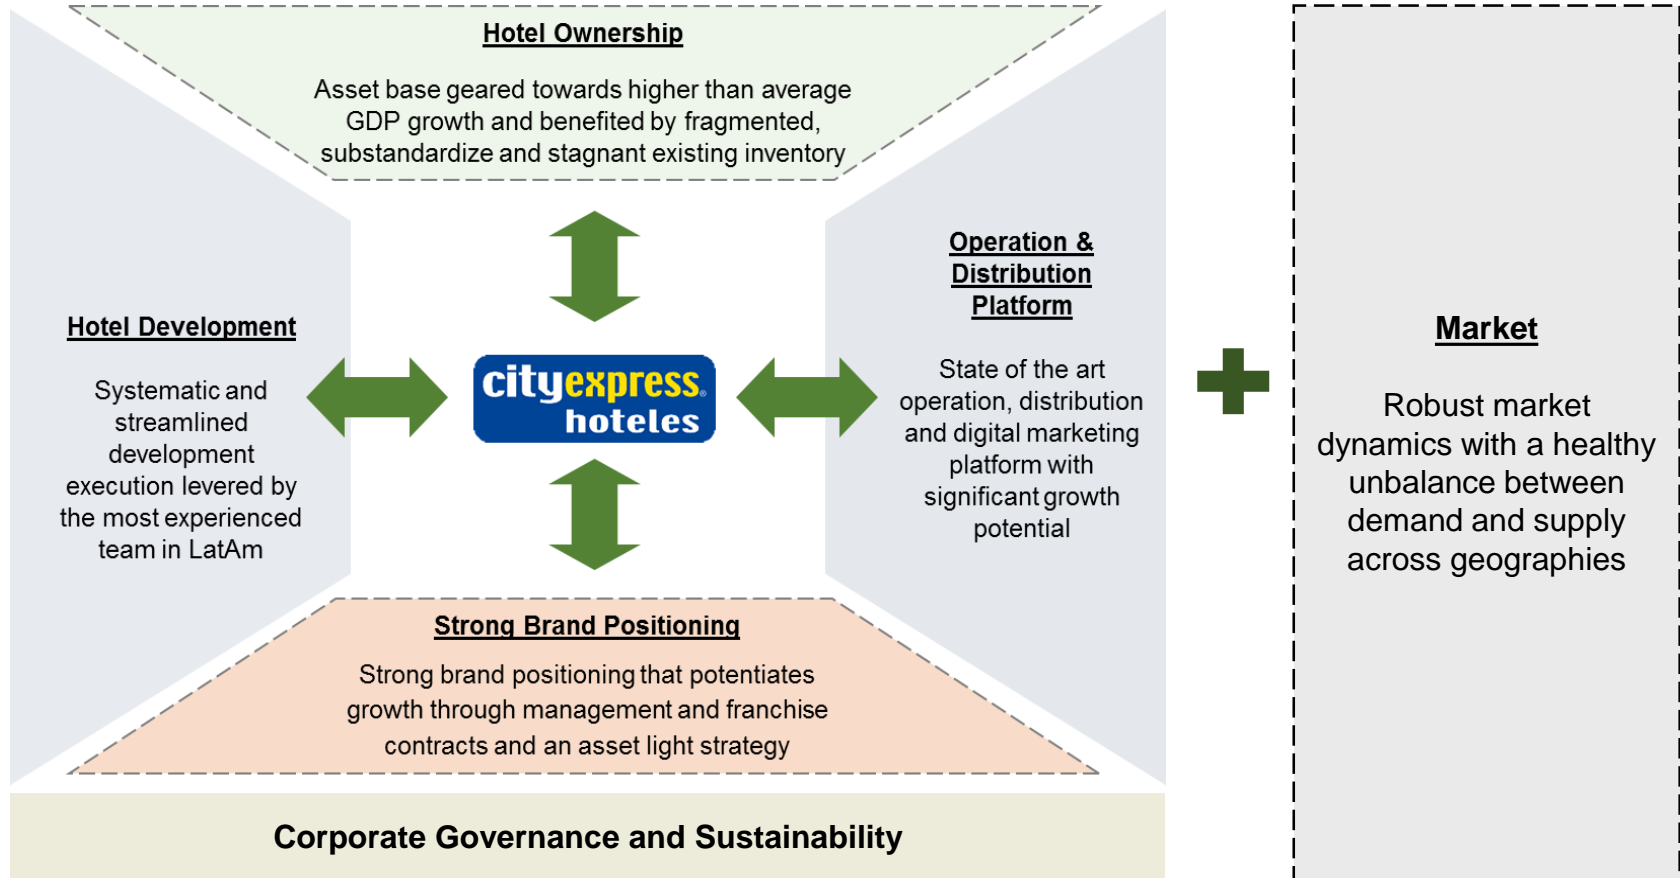 Hotel Ownership
Asset base geared towards higher than average
GDP growth and benefited by fragmented,
substandardize and stagnant existing inventory
Hotel Development
Systematic and
streamlined
development
execution levered by
the most experienced
team in LatAm
cityexpress®
hoteles
Operation &
Distribution
Platform
State of the art
operation, distribution
and digital marketing
platform with
significant growth
potential
Strong Brand Positioning
Strong brand positioning that potentiates
growth through management and franchise
contracts and an asset light strategy
Corporate Governance and Sustainability
Market
Robust market
dynamics with a healthy
unbalance between
demand and supply
across geographies